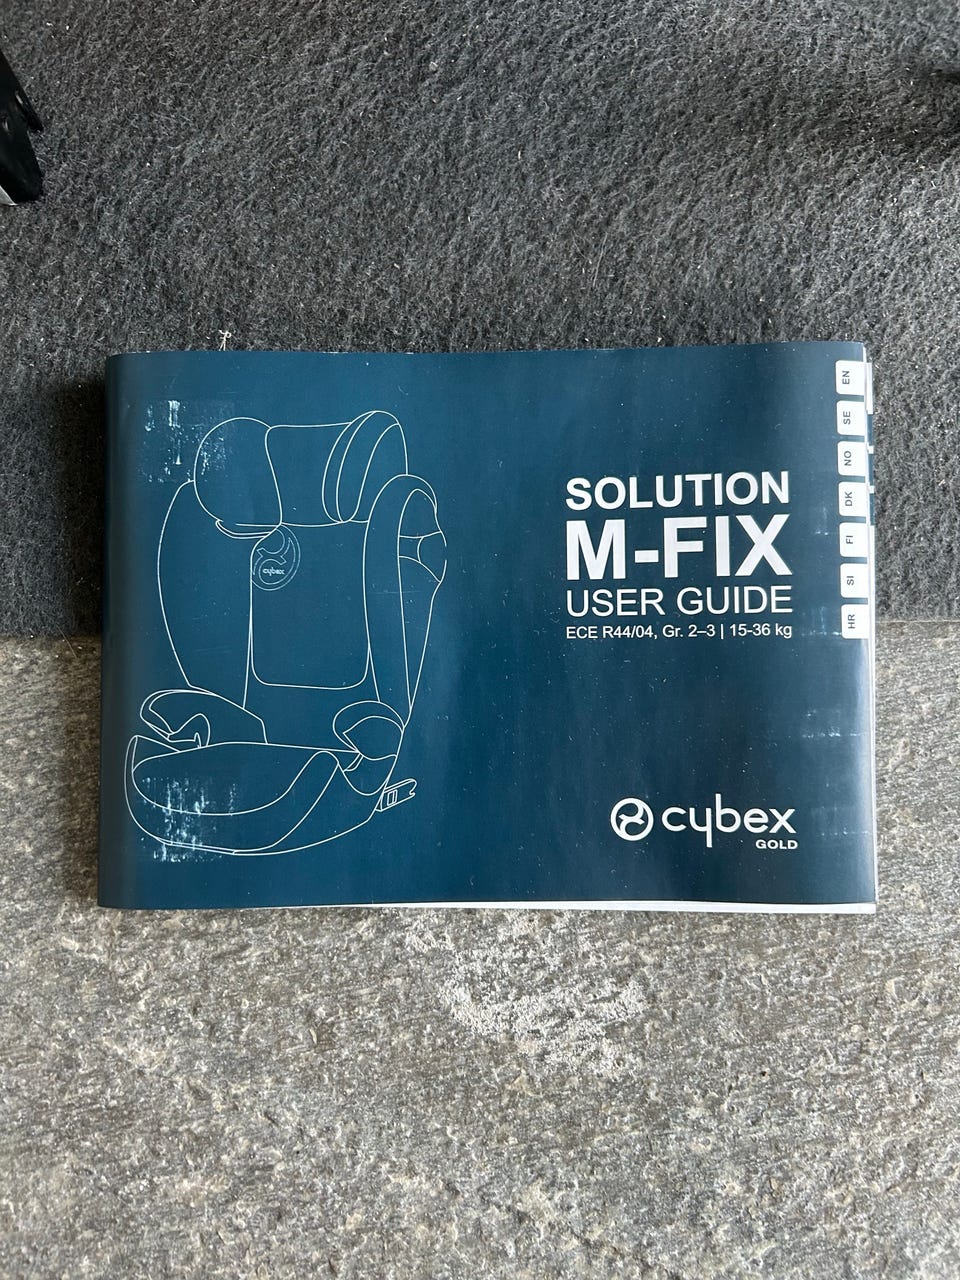 SOLUTION
M-FIX
USER GUIDE
ECE R44/04, Gr. 2–3 | 15-36 kg
EN
SE
NO
DK
FI
SI
HR
cybex
cybex
GOLD